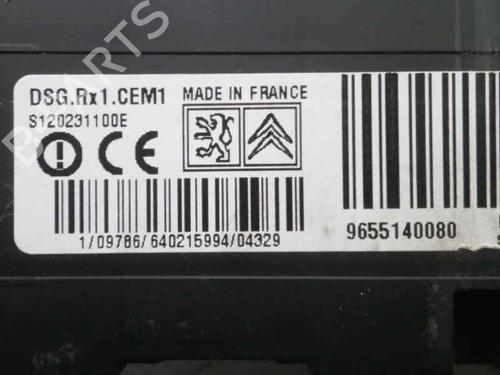 DSG.Rx1.CEM1 MADE IN FRANCE
S120231100E
CE
1/09786/640215994/04329
9655140080